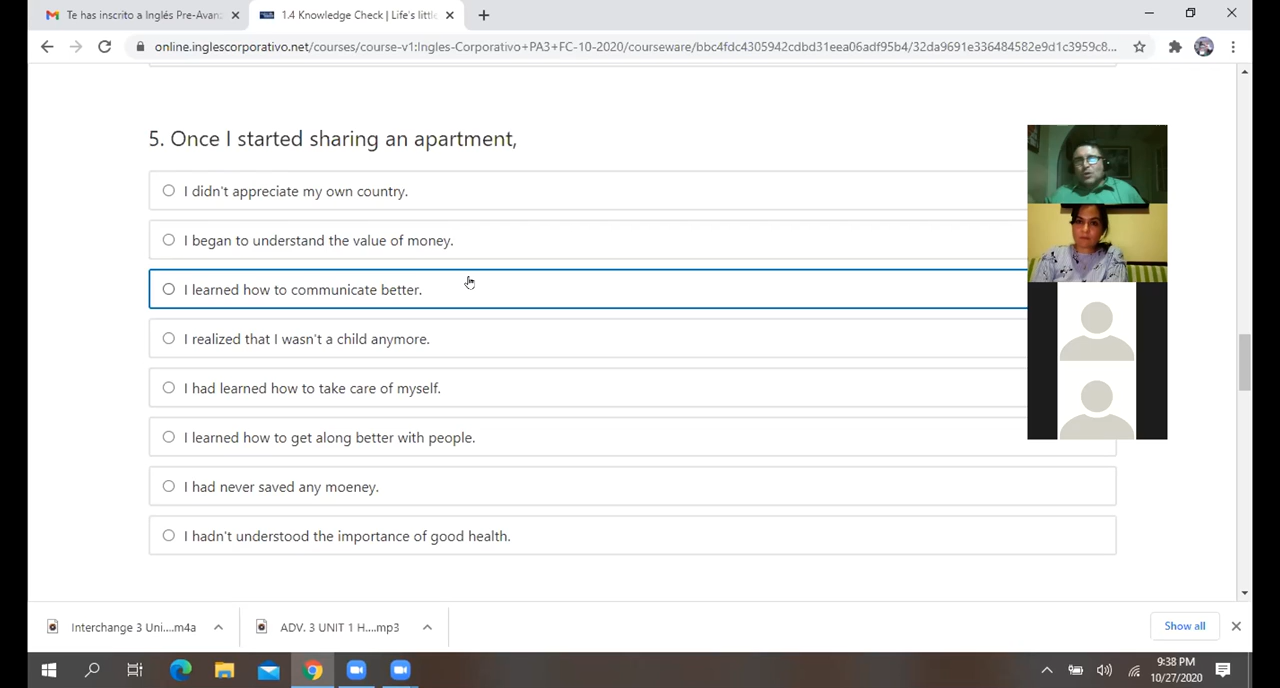 Te has inscrito a Inglés Pre-Avan
1.4 Knowledge Check | Life's little
online.inglescorporativo.net/courses/course-v1:Ingles-Corporativo+PA3+FC-10-2020/courseware/bbc4fdc4305942cdbd31eea06adf95b4/32da9691e336484582e9d1c3959c8...
5. Once I started sharing an apartment,
I didn't appreciate my own country.
I began to understand the value of money.
I learned how to communicate better.
I realized that I wasn't a child anymore.
I had learned how to take care of myself.
I learned how to get along better with people.
I had never saved any moeney.
I hadn't understood the importance of good health.
Interchange 3 Uni....m4a
ADV. 3 UNIT 1 H....mp3
Show all
9:38 PM
10/27/2020